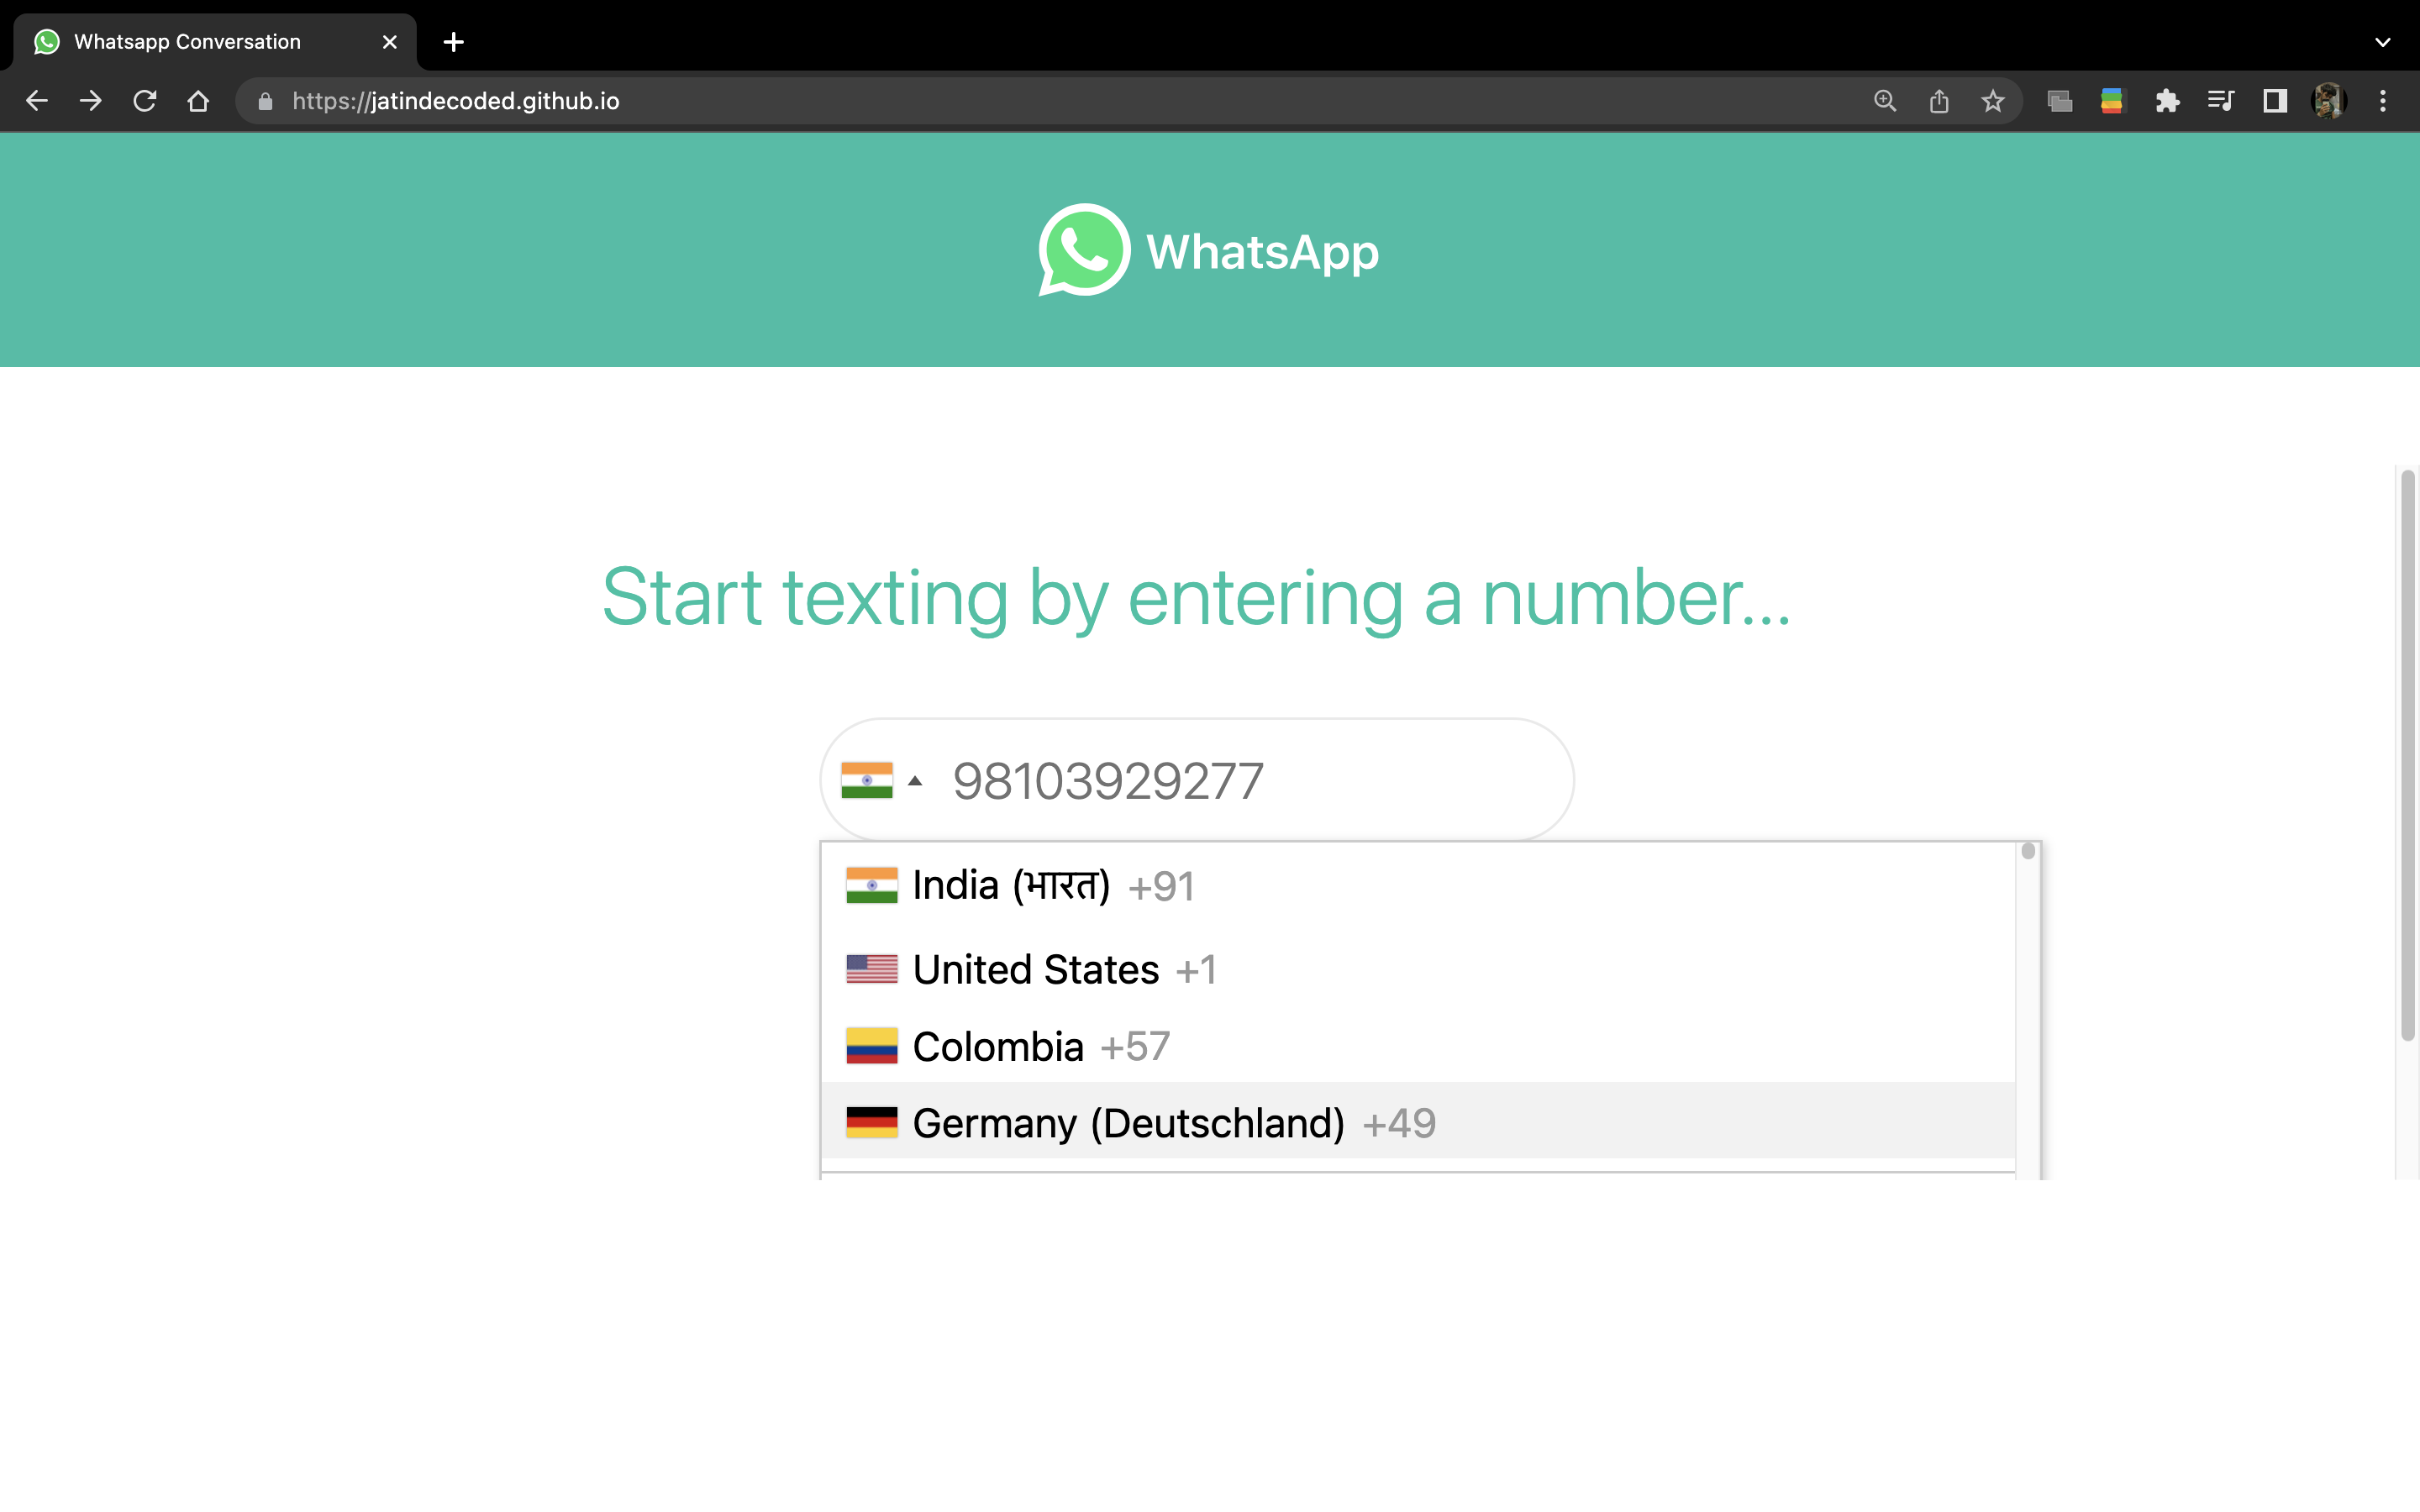 Whatsapp Conversation
https://jatindecoded.github.io
WhatsApp
Start texting by entering a number...
98103929277
India (भारत) +91
United States +1
Colombia +57
Germany (Deutschland) +49